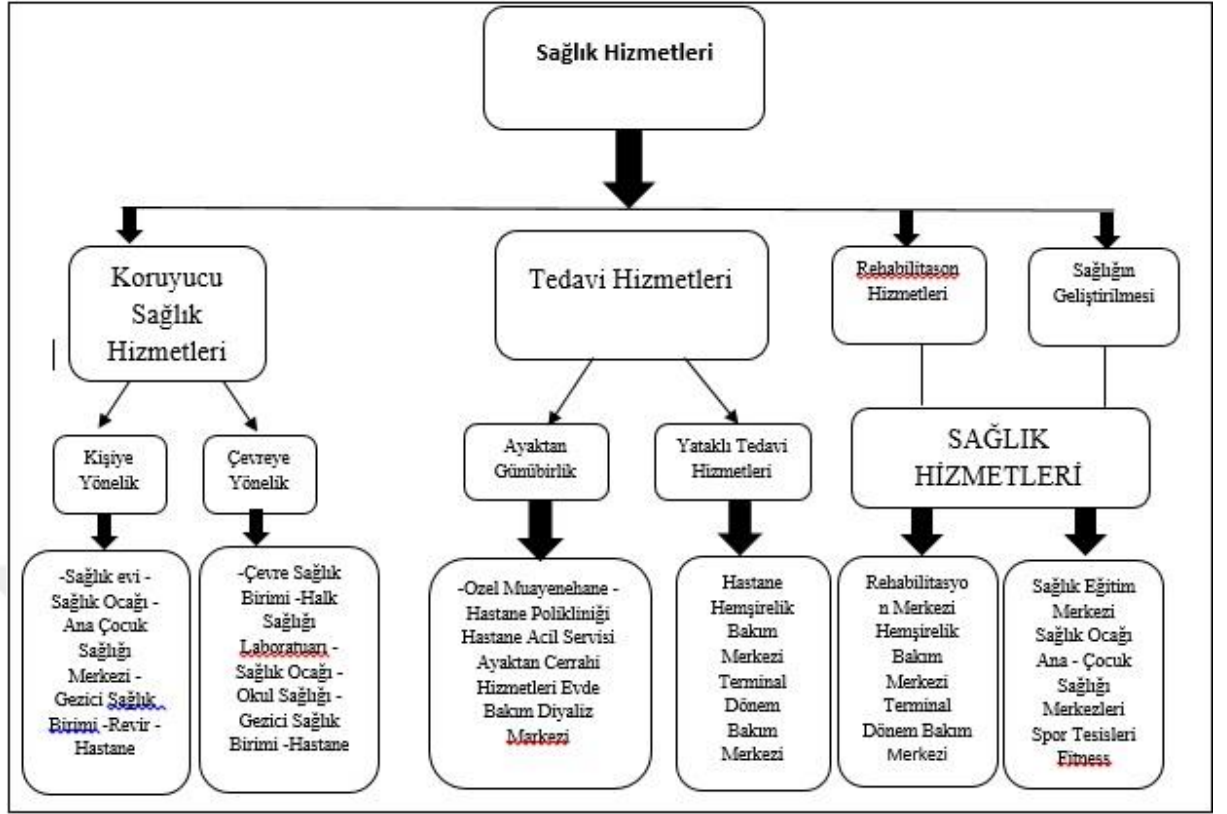 Sağlık Hizmetleri
Koruyucu
Sağlık
Hizmetleri
Tedavi Hizmetleri
Rehabilitason
Hizmetleri
Sağlığın
Geliştirilmesi
Kişiye
Yönelik
Çevreye
Yönelik
Ayaktan
Günübirlik
Yataklı Tedavi
Hizmetleri
SAĞLIK
HİZMETLERİ
-Sağlık evi -
Sağlık Ocağı -
Ana Çocuk
Sağlığı
Merkezi -
Gezici Sağlık
Birimi -Revir -
Hastane
-Çevre Sağlık
Birimi -Halk
Sağlığı
Laboratuarı -
Sağlık Ocağı -
Okul Sağlığı -
Gezici Sağlık
Birimi -Hastane
-Ozel Muayenehane -
Hastane Polikliniği
Hastane Acil Servisi
Ayaktan Cerrahi
Hizmetleri Evde
Bakım Diyaliz
Markezi
Hastane
Hemşirelik
Bakım
Merkezi
Terminal
Dönem
Bakım
Merkezi
Rehabilitasyo
n Merkezi
Hemşirelik
Bakım
Merkezi
Terminal
Dönem Bakım
Merkezi
Sağlık Eğitim
Merkezi
Sağlık Ocağı
Ana - Çocuk
Sağlığı
Merkezleri
Spor Tesisleri
Fitness